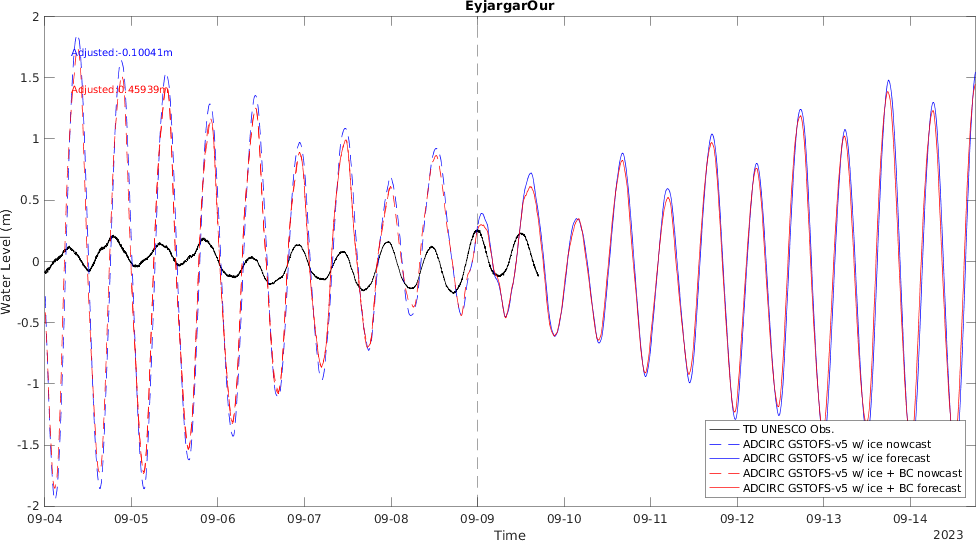 EyjargarOur
Adjusted:-0.10041m
Adjusted:0.45939m
Water Level (m)
2
1.5
1
0.5
0
-0.5
-1
-1.5
-2
TD UNESCO Obs.
ADCIRC GSTOFS-v5 w/ ice nowcast
ADCIRC GSTOFS-v5 w/ ice forecast
ADCIRC GSTOFS-v5 w/ ice + BC nowcast
ADCIRC GSTOFS-v5 w/ ice + BC forecast
09-04 09-05 09-06 09-07 09-08 09-09 09-10 09-11 09-12 09-13 09-14
Time
2023